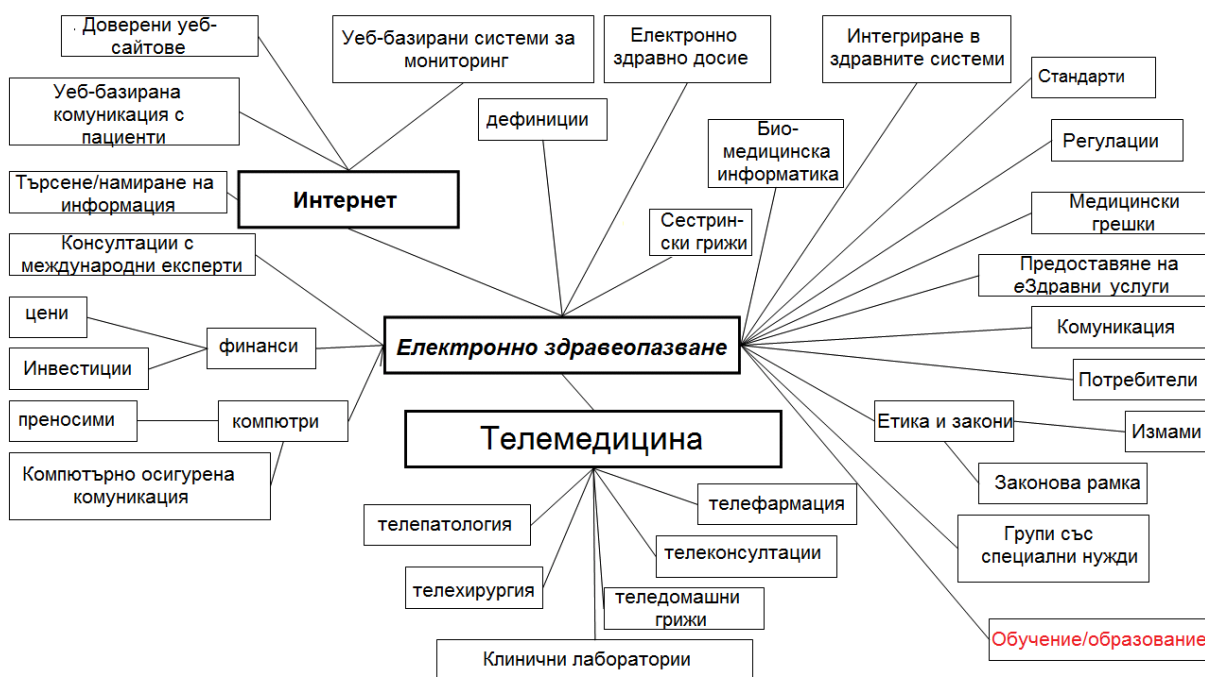 . Доверени уеб-
сайтове
Уеб-базирани системи за
мониторинг
Електронно
здравно досие
Интегриране в
здравните системи
Стандарти
Уеб-базирана
комуникация с
пациенти
дефиниции
Био-
медицинска
информатика
Регулации
Търсене/намиране на
информация
Интернет
Сестрин-
ски грижи
Медицински
грешки
Консултации с
международни експерти
Предоставяне на
еЗдравни услуги
цени
финанси
Електронно здравеопазване
Комуникация
Инвестиции
Потребители
преносими
компютри
Телемедицина
Етика и закони
Измами
Компютърно осигурена
комуникация
Законова рамка
телефармация
телепатология
Групи със
специални нужди
телеконсултации
телехирургия
теледомашни
грижи
Обучение/образование
Клинични лаборатории